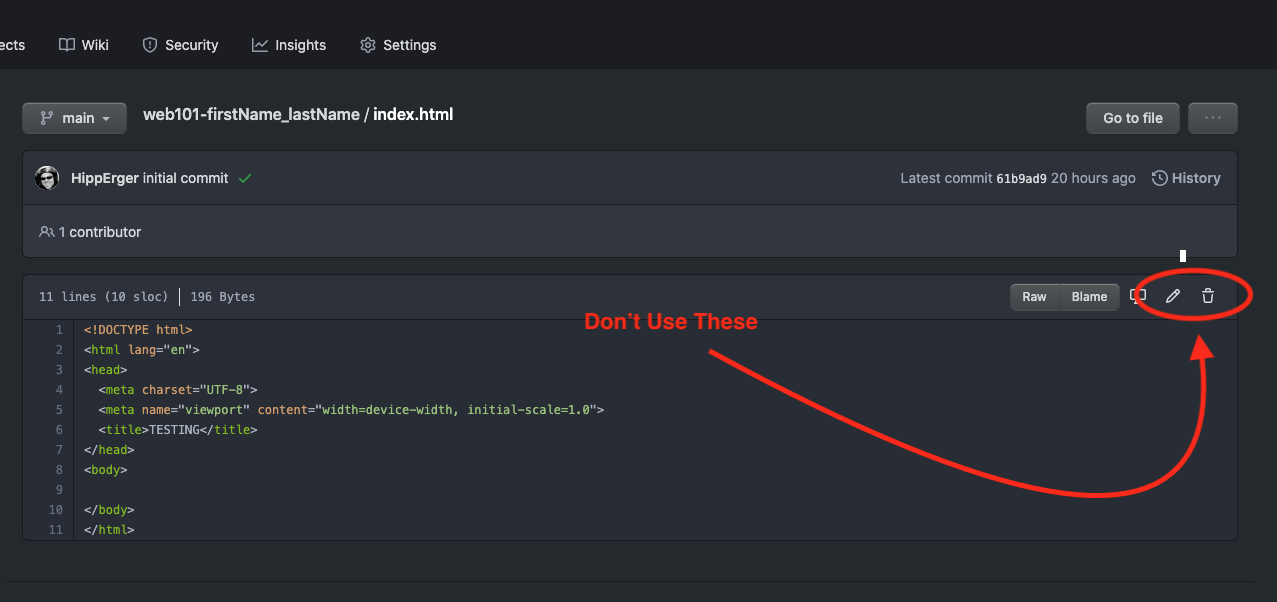 ects Wiki Security Insights Settings
main web101-firstName_lastName / index.html Go to file ...
HippErger initial commit Latest commit 61b9ad9 20 hours ago History
1 contributor
11 lines (10 sloc) 196 Bytes Raw Blame
Don’t Use These
1 <!DOCTYPE html>
2 <html lang="en">
3 <head>
4 <meta charset="UTF-8">
5 <meta name="viewport" content="width=device-width, initial-scale=1.0">
6 <title>TESTING</title>
7 </head>
8 <body>
9
10 </body>
11 </html>